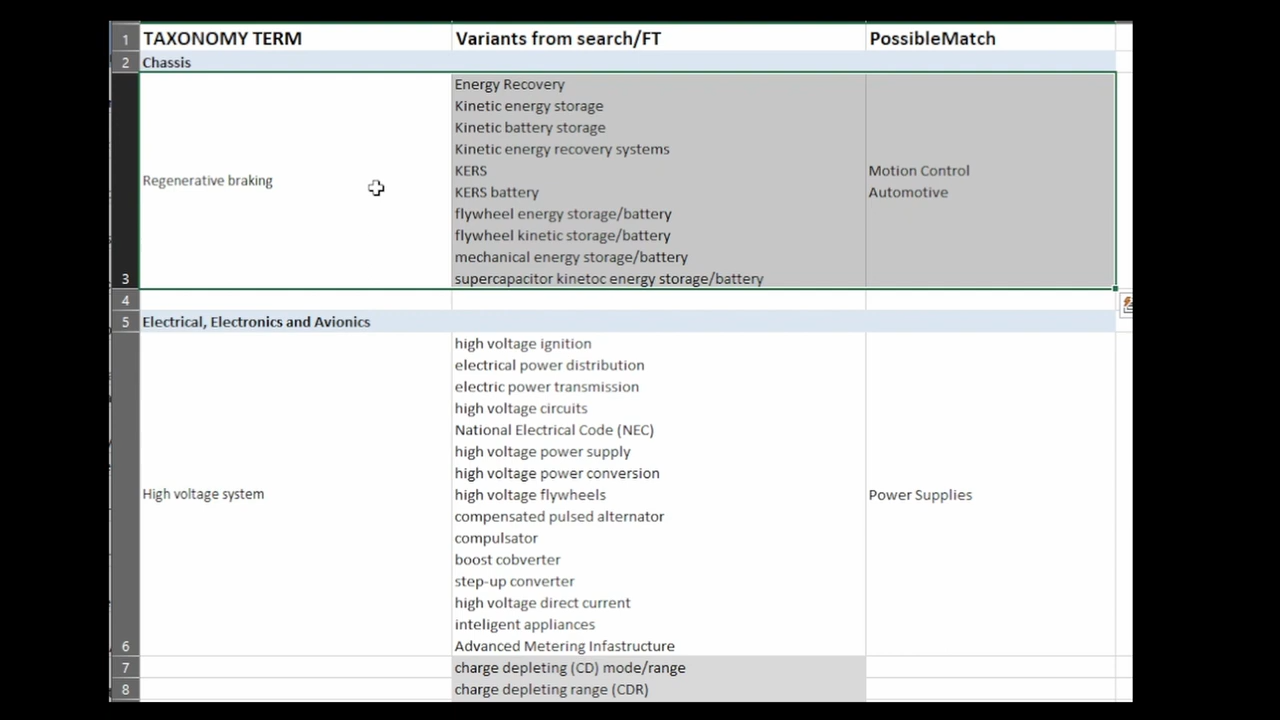 1 TAXONOMY TERM Variants from search/FT PossibleMatch
2 Chassis
Energy Recovery
Kinetic energy storage
Kinetic battery storage
Kinetic energy recovery systems
KERS Motion Control
Regenerative braking
KERS battery Automotive
flywheel energy storage/battery
flywheel kinetic storage/battery
mechanical energy storage/battery
3 supercapacitor kinetoc energy storage/battery
4
5 Electrical, Electronics and Avionics
high voltage ignition
electrical power distribution
electric power transmission
high voltage circuits
National Electrical Code (NEC)
high voltage power supply
high voltage power conversion
High voltage system high voltage flywheels Power Supplies
compensated pulsed alternator
compulsator
boost cobverter
step-up converter
high voltage direct current
inteligent appliances
6 Advanced Metering Infastructure
7 charge depleting (CD) mode/range
8 charge depleting range (CDR)